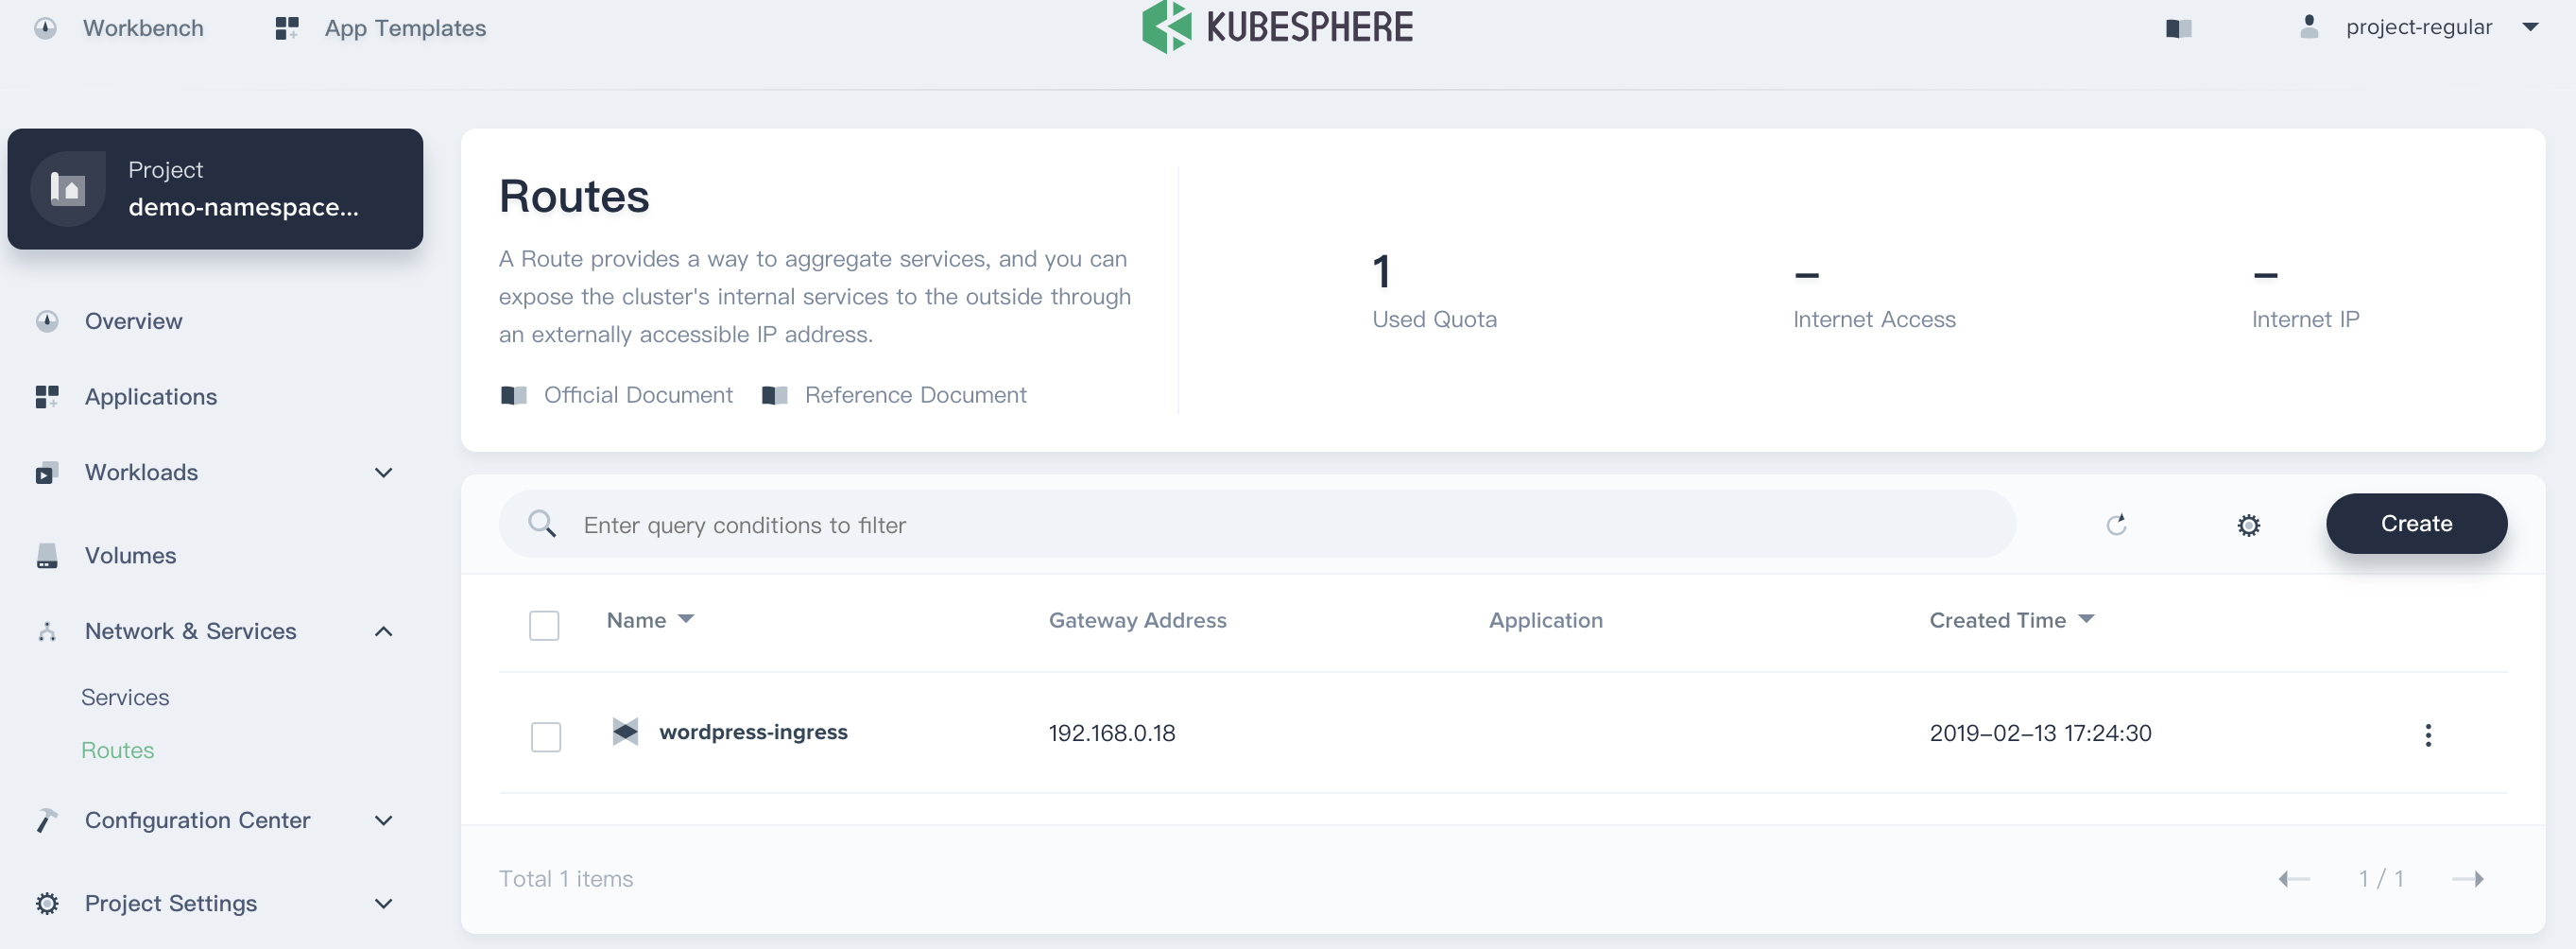 Workbench
App Templates
KUBESPHERE
project-regular
Project
demo-namespace...
Overview
Applications
Workloads
Volumes
Network & Services
Services
Routes
Configuration Center
Project Settings
Routes
A Route provides a way to aggregate services, and you can
expose the cluster's internal services to the outside through
an externally accessible IP address.
Official Document
Reference Document
1
Used Quota
–
Internet Access
–
Internet IP
Enter query conditions to filter
Create
Name
Gateway Address
Application
Created Time
wordpress-ingress
192.168.0.18
2019–02–13 17:24:30
Total 1 items
1 / 1